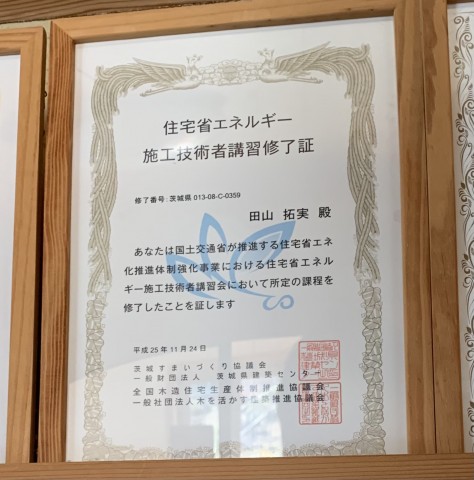 住宅省エネルギー
施工技術者講習修了証
修了番号：茨城県 013-08-C-0359
田山 拓実 殿
あなたは国土交通省が推進する住宅省エネ
化推進体制強化事業における住宅省エネル
ギー施工技術者講習会において所定の課程を
修了したことを証します
平成 25年 11月 24日
茨城すまいづくり協議会
一般財団法人 茨城県建築センター
全国木造住宅生産体制推進協議会
一般社団法人木を活かす建築推進協議会